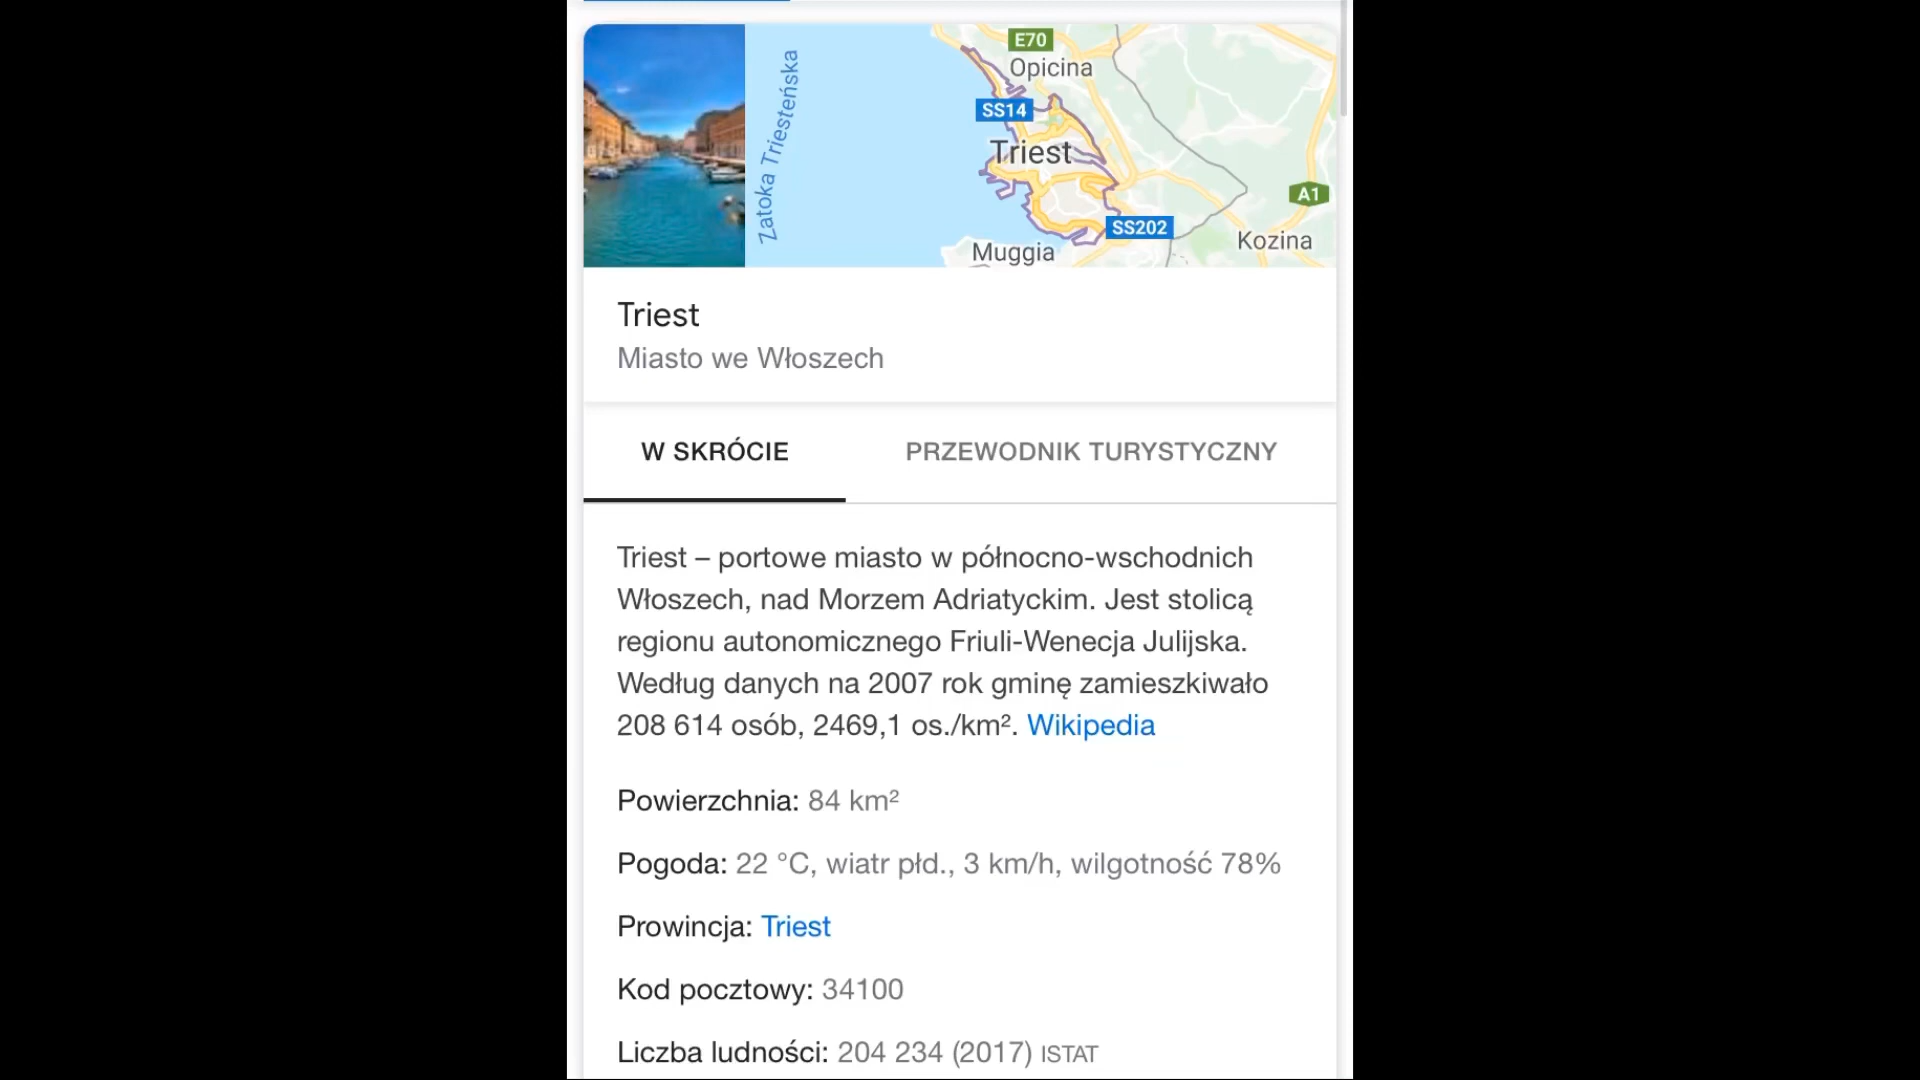 E70
Opicina
SS14
Zatoka Triesteńska
Triest
A1
SS202
Kozina
Muggia
Triest
Miasto we Włoszech
W SKRÓCIE PRZEWODNIK TURYSTYCZNY
Triest – portowe miasto w północno-wschodnich
Włoszech, nad Morzem Adriatyckim. Jest stolicą
regionu autonomicznego Friuli-Wenecja Julijska.
Według danych na 2007 rok gminę zamieszkiwało
208 614 osób, 2469,1 os./km². Wikipedia
Powierzchnia: 84 km²
Pogoda: 22 °C, wiatr płd., 3 km/h, wilgotność 78%
Prowincja: Triest
Kod pocztowy: 34100
Liczba ludności: 204 234 (2017) ISTAT